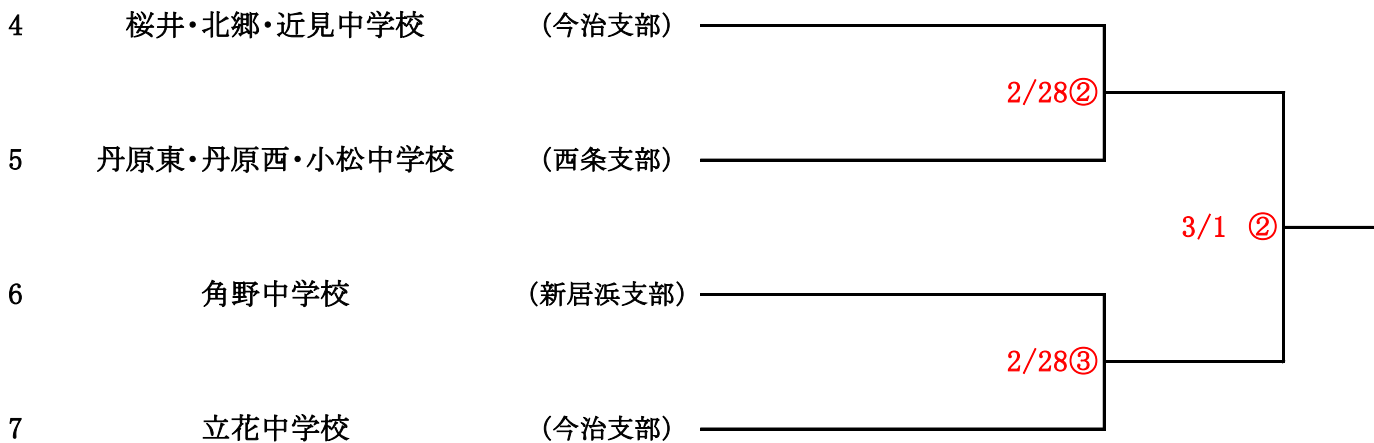 4 桜井・北郷・近見中学校 (今治支部)
2/28②
5 丹原東・丹原西・小松中学校 (西条支部)
3/1 ②
6 角野中学校 (新居浜支部)
2/28③
7 立花中学校 (今治支部)